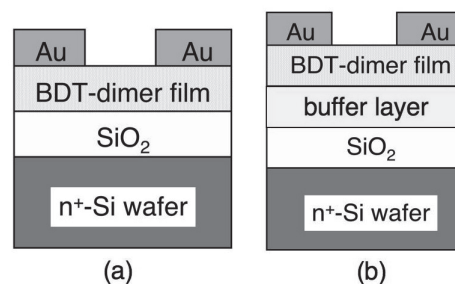 Au Au
BDT-dimer film
SiO₂
n⁺-Si wafer
(a)
Au Au
BDT-dimer film
buffer layer
SiO₂
n⁺-Si wafer
(b)